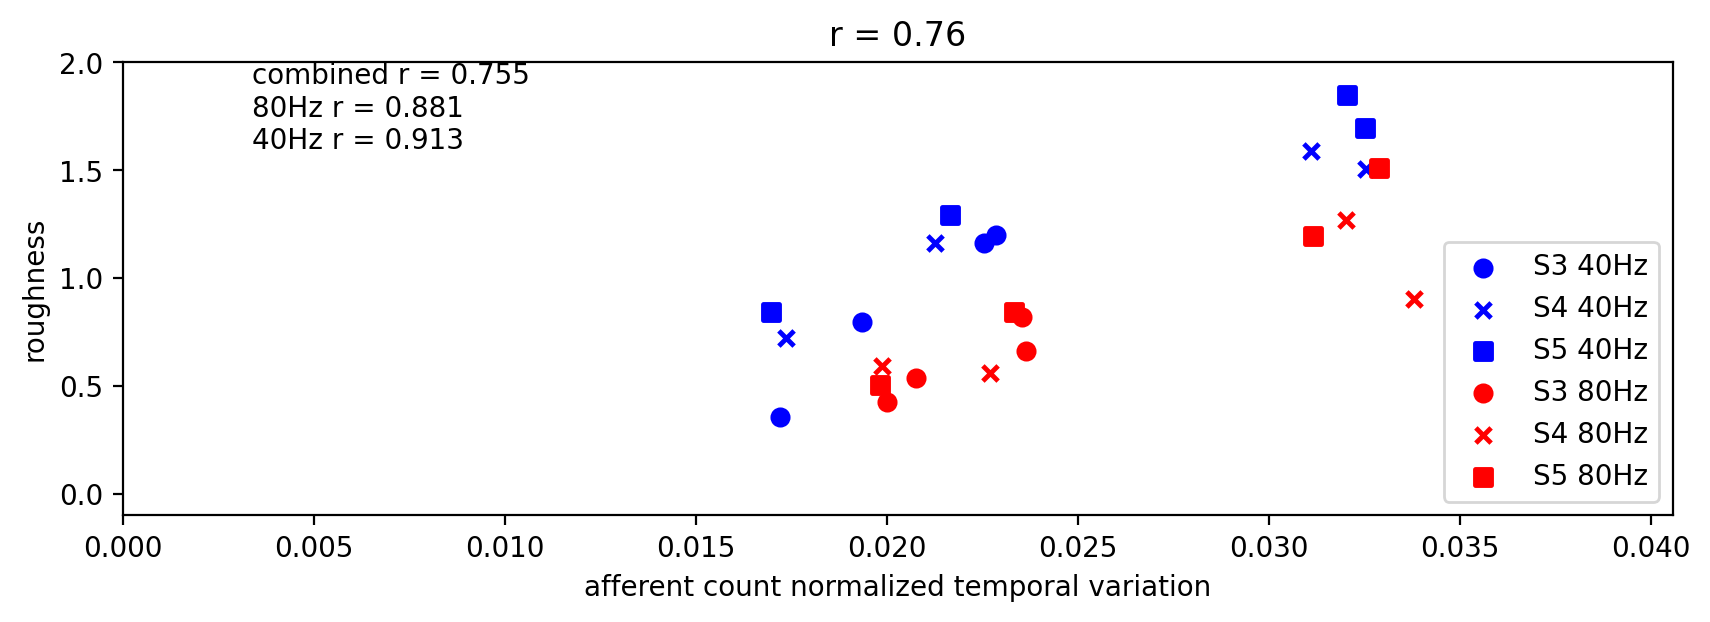 r = 0.76
combined r = 0.755
80Hz r = 0.881
40Hz r = 0.913
2.0
1.5
1.0
0.5
0.0
roughness
S3 40Hz
S4 40Hz
S5 40Hz
S3 80Hz
S4 80Hz
S5 80Hz
0.000 0.005 0.010 0.015 0.020 0.025 0.030 0.035 0.040
afferent count normalized temporal variation